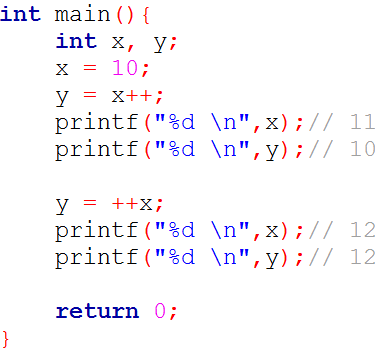 int main(){
    int x, y;
    x = 10;
    y = x++;
    printf("%d \n",x);// 11
    printf("%d \n",y);// 10

    y = ++x;
    printf("%d \n",x);// 12
    printf("%d \n",y);// 12

    return 0;
}